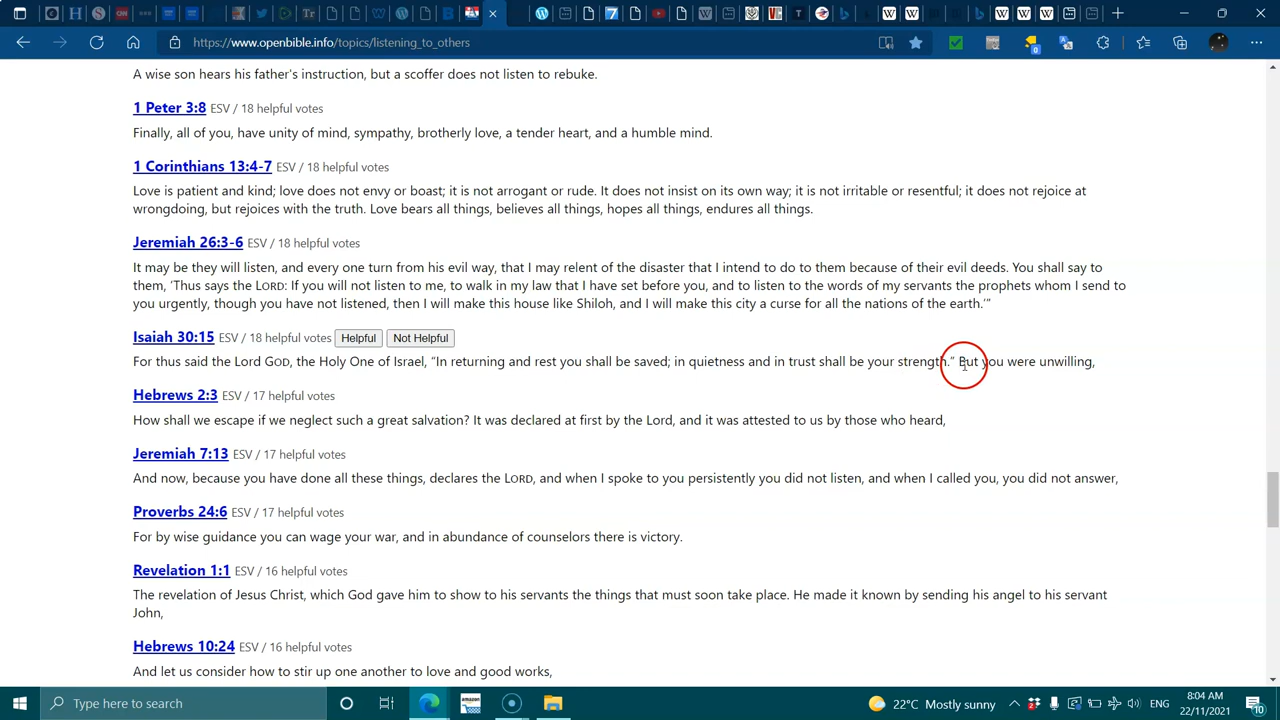 https://www.openbible.info/topics/listening_to_others
A wise son hears his father's instruction, but a scoffer does not listen to rebuke.
1 Peter 3:8 ESV / 18 helpful votes
Finally, all of you, have unity of mind, sympathy, brotherly love, a tender heart, and a humble mind.
1 Corinthians 13:4-7 ESV / 18 helpful votes
Love is patient and kind; love does not envy or boast; it is not arrogant or rude. It does not insist on its own way; it is not irritable or resentful; it does not rejoice at
wrongdoing, but rejoices with the truth. Love bears all things, believes all things, hopes all things, endures all things.
Jeremiah 26:3-6 ESV / 18 helpful votes
It may be they will listen, and every one turn from his evil way, that I may relent of the disaster that I intend to do to them because of their evil deeds. You shall say to
them, ‘Thus says the LORD: If you will not listen to me, to walk in my law that I have set before you, and to listen to the words of my servants the prophets whom I send to
you urgently, though you have not listened, then I will make this house like Shiloh, and I will make this city a curse for all the nations of the earth.’”
Isaiah 30:15 ESV / 18 helpful votes Helpful Not Helpful
For thus said the Lord GOD, the Holy One of Israel, “In returning and rest you shall be saved; in quietness and in trust shall be your strength.” But you were unwilling,
Hebrews 2:3 ESV / 17 helpful votes
How shall we escape if we neglect such a great salvation? It was declared at first by the Lord, and it was attested to us by those who heard,
Jeremiah 7:13 ESV / 17 helpful votes
And now, because you have done all these things, declares the LORD, and when I spoke to you persistently you did not listen, and when I called you, you did not answer,
Proverbs 24:6 ESV / 17 helpful votes
For by wise guidance you can wage your war, and in abundance of counselors there is victory.
Revelation 1:1 ESV / 16 helpful votes
The revelation of Jesus Christ, which God gave him to show to his servants the things that must soon take place. He made it known by sending his angel to his servant
John,
Hebrews 10:24 ESV / 16 helpful votes
And let us consider how to stir up one another to love and good works,
Type here to search
22°C Mostly sunny
ENG
8:04 AM
22/11/2021
10